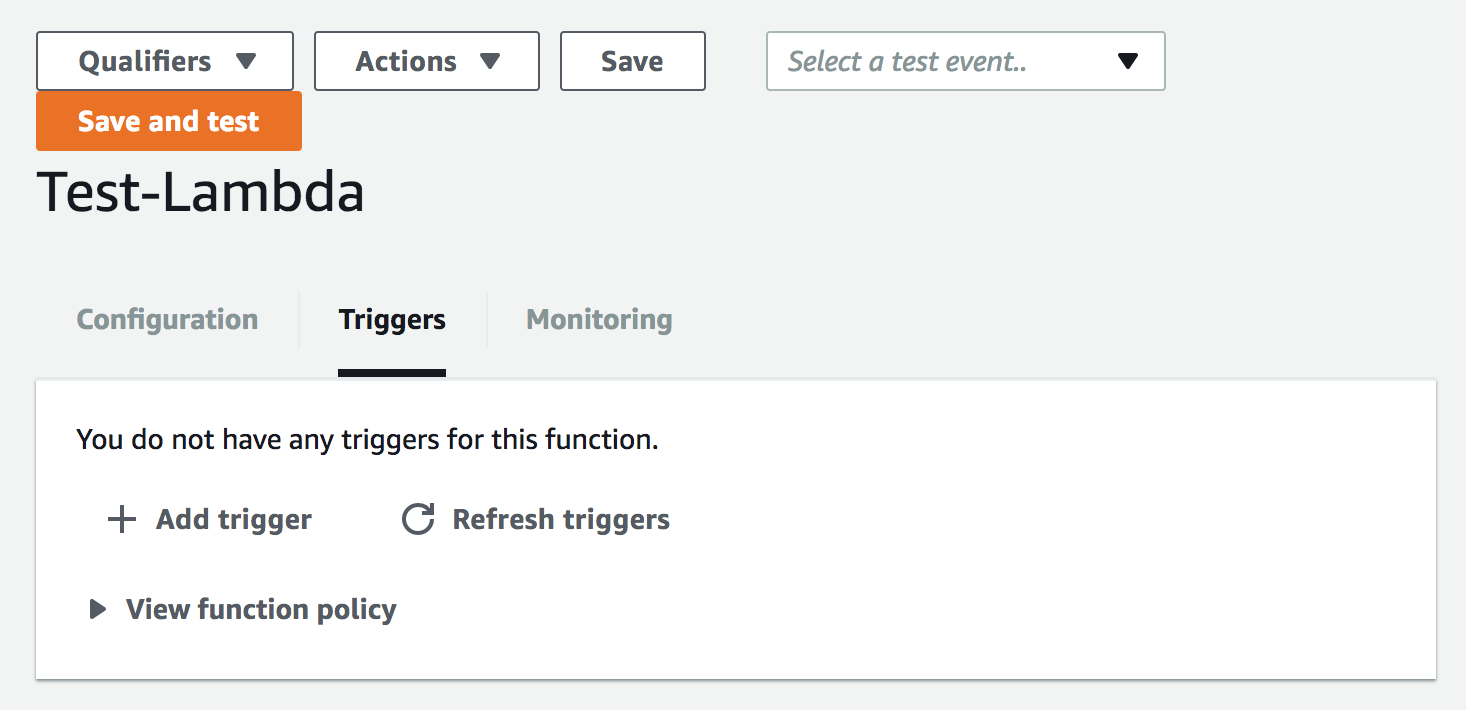 Qualifiers Actions Save Select a test event..
Save and test
Test-Lambda
Configuration Triggers Monitoring
You do not have any triggers for this function.
Add trigger Refresh triggers
View function policy